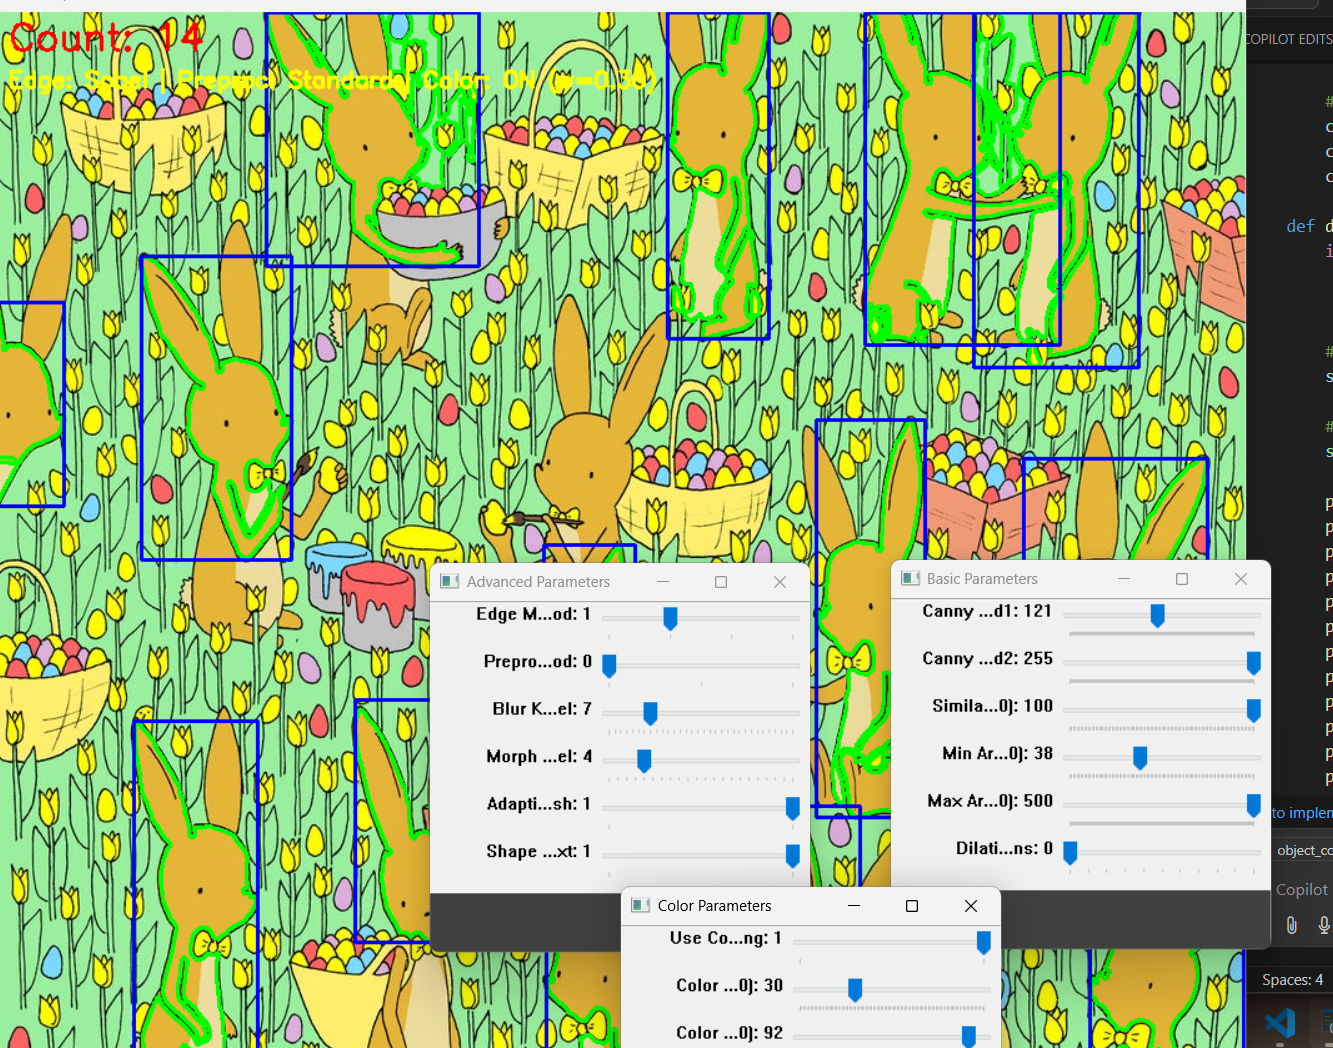 Count: 14
COPILOT EDITS
Edge: Sobel | Preproc: Standard | Color: ON (w=0.30)
#
c
c
c
def d
i
#
s
#
s
p
p
p
p
p
p
p
p
p
p
p
p
Advanced Parameters
Edge M...od: 1
Prepro...od: 0
Blur K...el: 7
Morph ...el: 4
Adapti...sh: 1
Shape ...xt: 1
Basic Parameters
Canny ...d1: 121
Canny ...d2: 255
Simila...0): 100
Min Ar...0): 38
Max Ar...0): 500
Dilati...ns: 0
Color Parameters
Use Co...ng: 1
Color ...0): 30
Color ...0): 92
to implem
object_co
Copilot
Spaces: 4